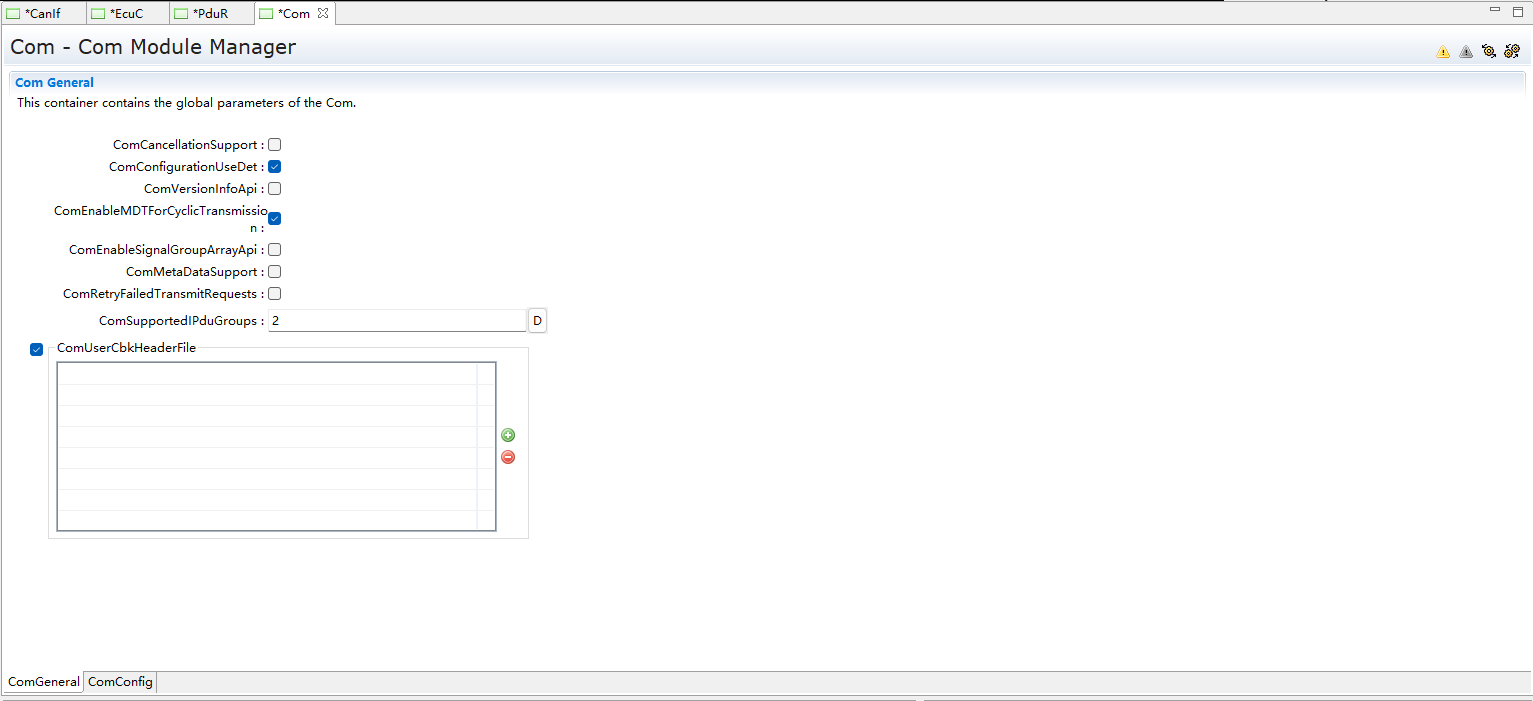 *CanIf
*EcuC
*PduR
*Com
Com - Com Module Manager
Com General
This container contains the global parameters of the Com.
ComCancellationSupport :
ComConfigurationUseDet :
ComVersionInfoApi :
ComEnableMDTForCyclicTransmissio
n :
ComEnableSignalGroupArrayApi :
ComMetaDataSupport :
ComRetryFailedTransmitRequests :
ComSupportedIPduGroups : 2 D
ComUserCbkHeaderFile
ComGeneral
ComConfig